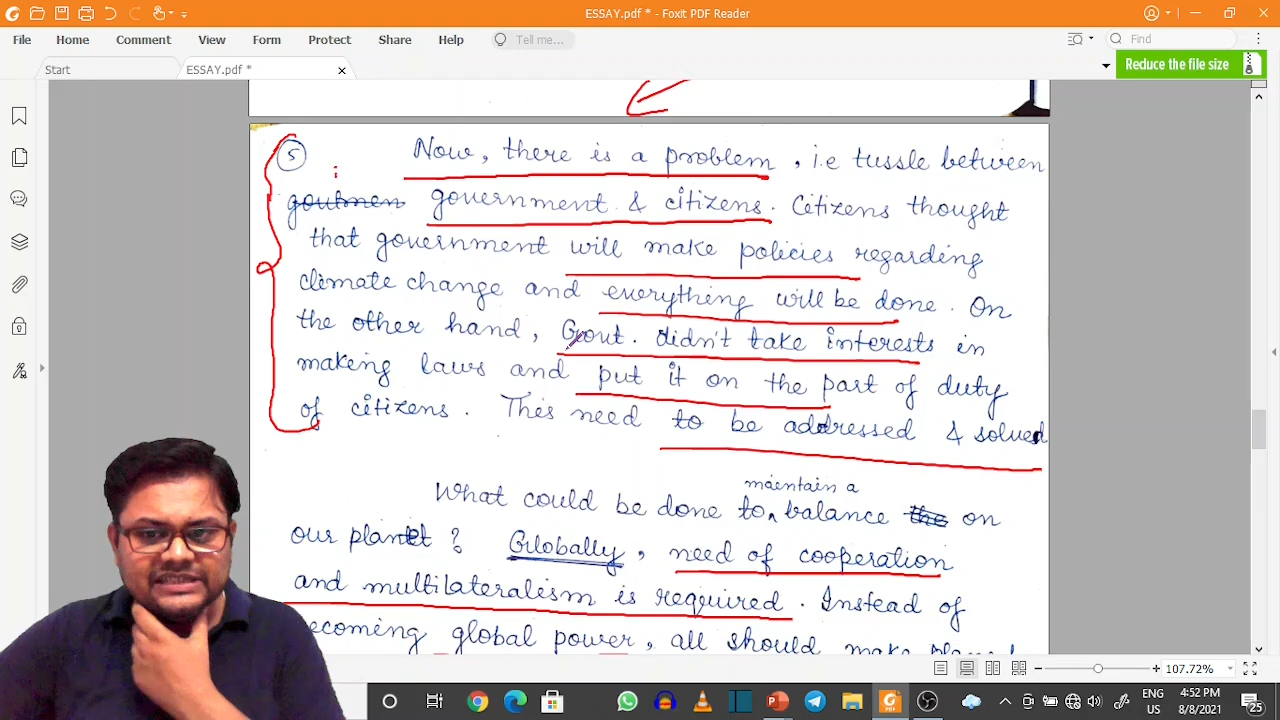 ESSAY.pdf * - Foxit PDF Reader
File Home Comment View Form Protect Share Help Tell me... Find
Start ESSAY.pdf * Reduce the file size
5 Now, there is a problem, i.e tussle between
government & citizens. Citizens thought
that government will make policies regarding
climate change and everything will be done. On
the other hand, Govt. didn't take interests in
making laws and put it on the part of duty
of citizens. This need to be addressed & solved
maintain a
What could be done to balance on
our planet? Globally, need of cooperation
and multilateralism is required. Instead of
ecoming global power, all should make
107.72%
ENG 4:52 PM
US 8/8/2021 25